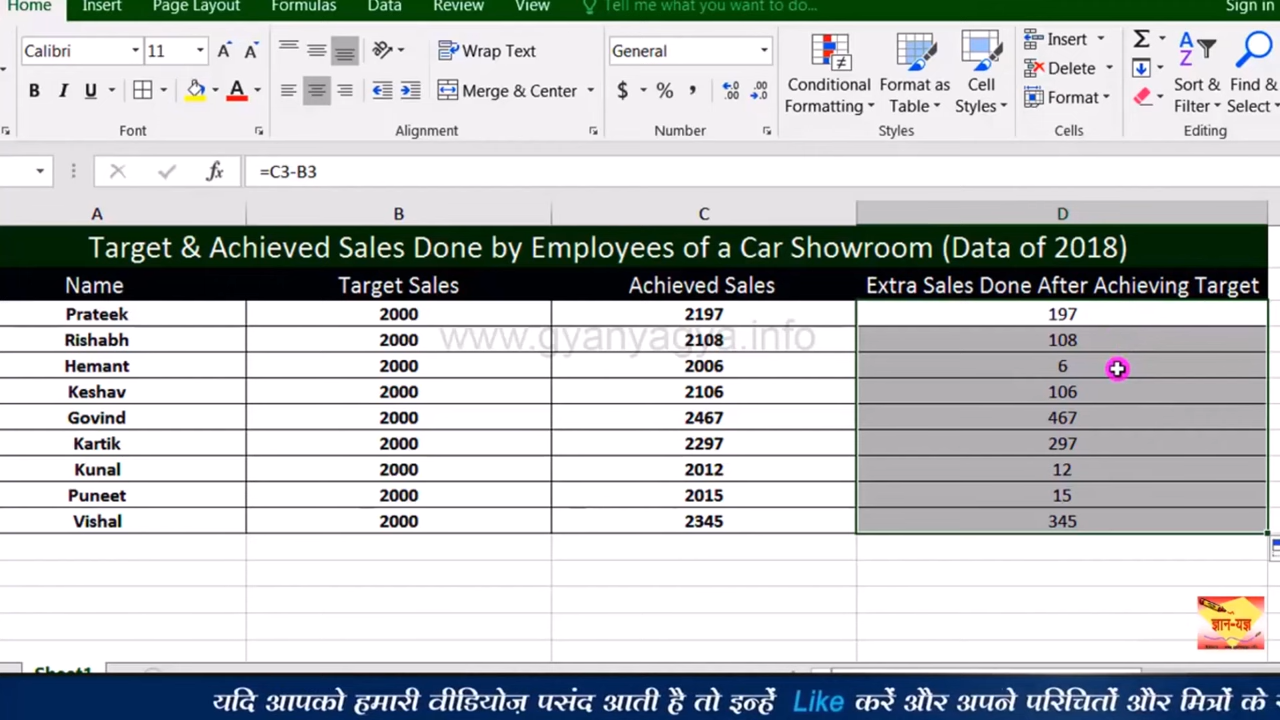 Home Insert Page Layout Formulas Data Review View Tell me what you want to do... Sign in
Calibri 11 A A Wrap Text General Insert Σ
B I U A Merge & Center $ % Conditional Formatting Format as Table Cell Styles Delete Format Sort & Filter Find & Select
Font Alignment Number Styles Cells Editing
fx =C3-B3
A B C D
Target & Achieved Sales Done by Employees of a Car Showroom (Data of 2018)
Name Target Sales Achieved Sales Extra Sales Done After Achieving Target
Prateek 2000 2197 197
www.gyanyagya.info
Rishabh 2000 2108 108
Hemant 2000 2006 6
Keshav 2000 2106 106
Govind 2000 2467 467
Kartik 2000 2297 297
Kunal 2000 2012 12
Puneet 2000 2015 15
Vishal 2000 2345 345
ज्ञान-यज्ञ
Sheet1
यदि आपको हमारी वीडियोज़ पसंद आती है तो इन्हें Like करें और अपने परिचितों और मित्रों के